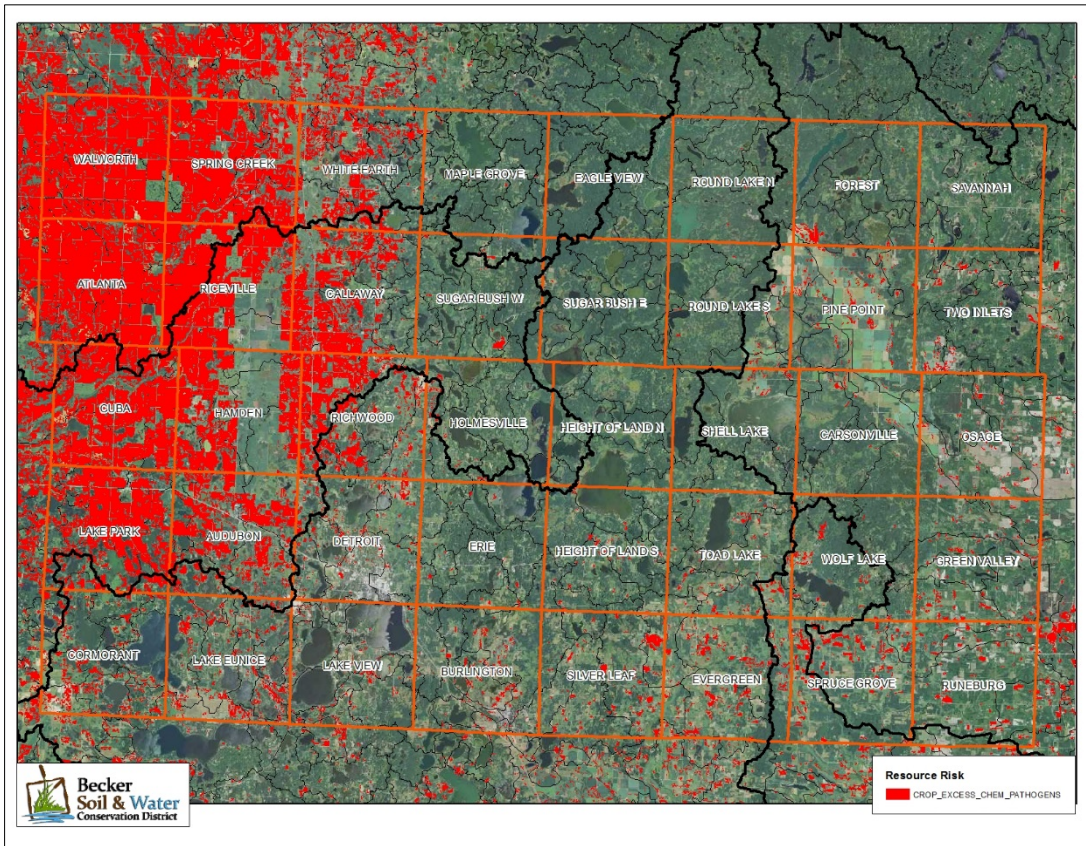 WALWORTH
SPRING CREEK
WHITE EARTH
MAPLE GROVE
EAGLE VIEW
ROUND LAKE N
FOREST
SAVANNAH
ATLANTA
RICEVILLE
CALLAWAY
SUGAR BUSH W
SUGAR BUSH E
ROUND LAKE S
PINE POINT
TWO INLETS
CUBA
HAMDEN
RICHWOOD
HOLMESVILLE
HEIGHT OF LAND N
SHELL LAKE
CARSONVILLE
OSAGE
LAKE PARK
AUDUBON
DETROIT
ERIE
HEIGHT OF LAND S
TOAD LAKE
WOLF LAKE
GREEN VALLEY
CORMORANT
LAKE EUNICE
LAKE VIEW
BURLINGTON
SILVER LEAF
EVERGREEN
SPRUCE GROVE
RUNEBURG
Becker
Soil & Water
Conservation District
Resource Risk
CROP_EXCESS_CHEM_PATHOGENS